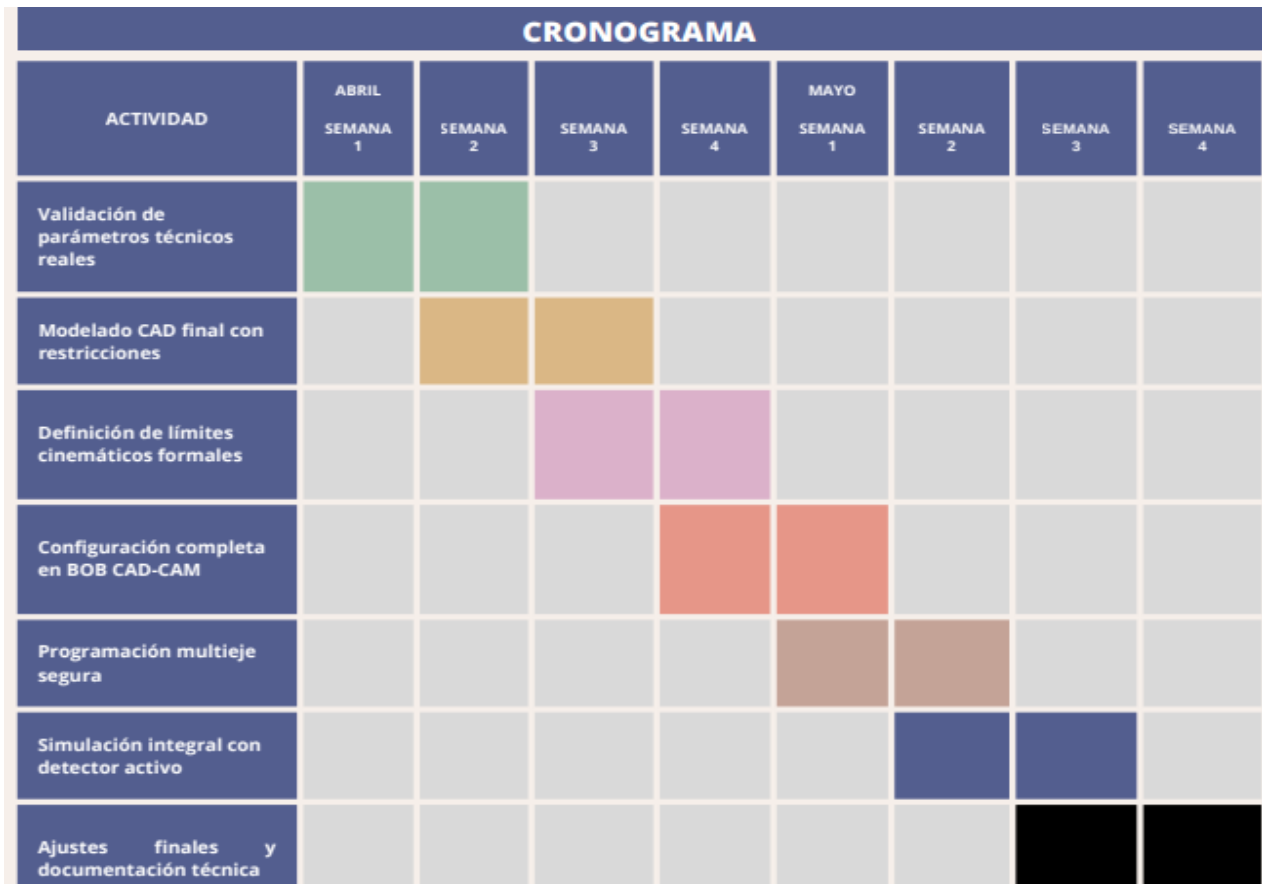 CRONOGRAMA
ACTIVIDAD
ABRIL
SEMANA
1
SEMANA
2
SEMANA
3
SEMANA
4
MAYO
SEMANA
1
SEMANA
2
SEMANA
3
SEMANA
4
Validación de
parámetros técnicos
reales
Modelado CAD final con
restricciones
Definición de límites
cinemáticos formales
Configuración completa
en BOB CAD-CAM
Programación multieje
segura
Simulación integral con
detector activo
Ajustes finales y
documentación técnica